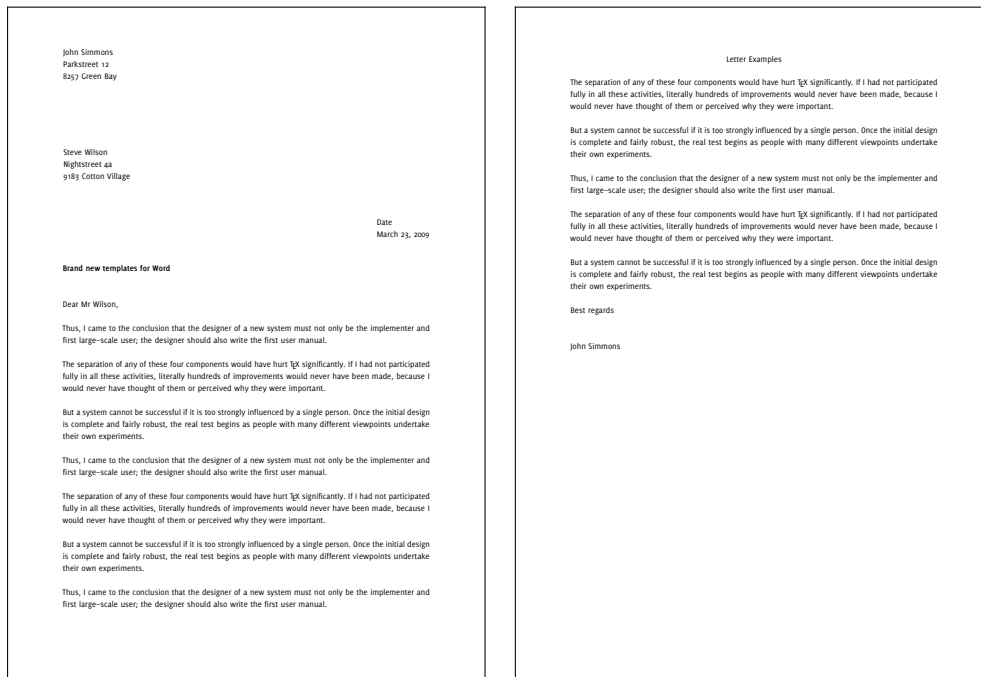 John Simmons
Parkstreet 12
8257 Green Bay
Steve Wilson
Nightstreet 4a
9183 Cotton Village
Date
March 23, 2009
Brand new templates for Word
Dear Mr Wilson,
Thus, I came to the conclusion that the designer of a new system must not only be the implementer and
first large-scale user; the designer should also write the first user manual.
The separation of any of these four components would have hurt TEX significantly. If I had not participated
fully in all these activities, literally hundreds of improvements would never have been made, because I
would never have thought of them or perceived why they were important.
But a system cannot be successful if it is too strongly influenced by a single person. Once the initial design
is complete and fairly robust, the real test begins as people with many different viewpoints undertake
their own experiments.
Thus, I came to the conclusion that the designer of a new system must not only be the implementer and
first large-scale user; the designer should also write the first user manual.
The separation of any of these four components would have hurt TEX significantly. If I had not participated
fully in all these activities, literally hundreds of improvements would never have been made, because I
would never have thought of them or perceived why they were important.
But a system cannot be successful if it is too strongly influenced by a single person. Once the initial design
is complete and fairly robust, the real test begins as people with many different viewpoints undertake
their own experiments.
Thus, I came to the conclusion that the designer of a new system must not only be the implementer and
first large-scale user; the designer should also write the first user manual.
Letter Examples
The separation of any of these four components would have hurt TEX significantly. If I had not participated
fully in all these activities, literally hundreds of improvements would never have been made, because I
would never have thought of them or perceived why they were important.
But a system cannot be successful if it is too strongly influenced by a single person. Once the initial design
is complete and fairly robust, the real test begins as people with many different viewpoints undertake
their own experiments.
Thus, I came to the conclusion that the designer of a new system must not only be the implementer and
first large-scale user; the designer should also write the first user manual.
The separation of any of these four components would have hurt TEX significantly. If I had not participated
fully in all these activities, literally hundreds of improvements would never have been made, because I
would never have thought of them or perceived why they were important.
But a system cannot be successful if it is too strongly influenced by a single person. Once the initial design
is complete and fairly robust, the real test begins as people with many different viewpoints undertake
their own experiments.
Best regards
John Simmons